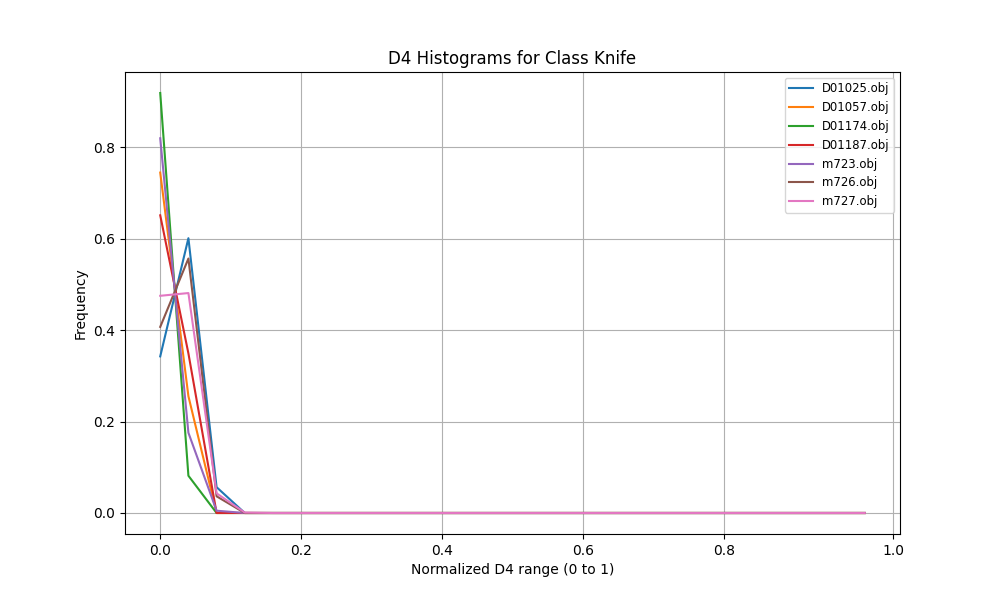 D4 Histograms for Class Knife
D01025.obj
D01057.obj
D01174.obj
D01187.obj
m723.obj
m726.obj
m727.obj
Frequency
0.8
0.6
0.4
0.2
0.0
0.0 0.2 0.4 0.6 0.8 1.0
Normalized D4 range (0 to 1)